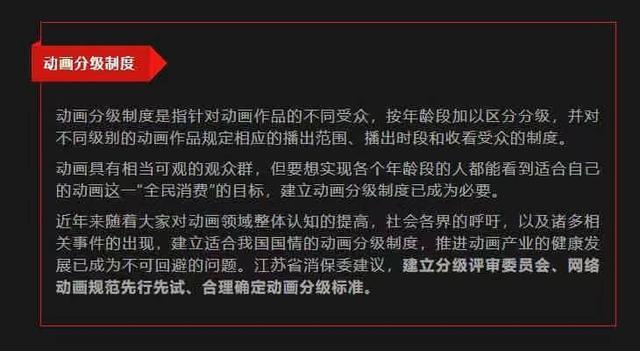 动画分级制度
动画分级制度是指针对动画作品的不同受众，按年龄段加以区分分级，并对
不同级别的动画作品规定相应的播出范围、播出时段和收看受众的制度。
动画具有相当可观的观众群，但要想实现各个年龄段的人都能看到适合自己
的动画这一“全民消费”的目标，建立动画分级制度已成为必要。
近年来随着大家对动画领域整体认知的提高，社会各界的呼吁，以及诸多相
关事件的出现，建立适合我国国情的动画分级制度，推进动画产业的健康发
展已成为不可回避的问题。江苏省消保委建议，建立分级评审委员会、网络
动画规范先行先试、合理确定动画分级标准。